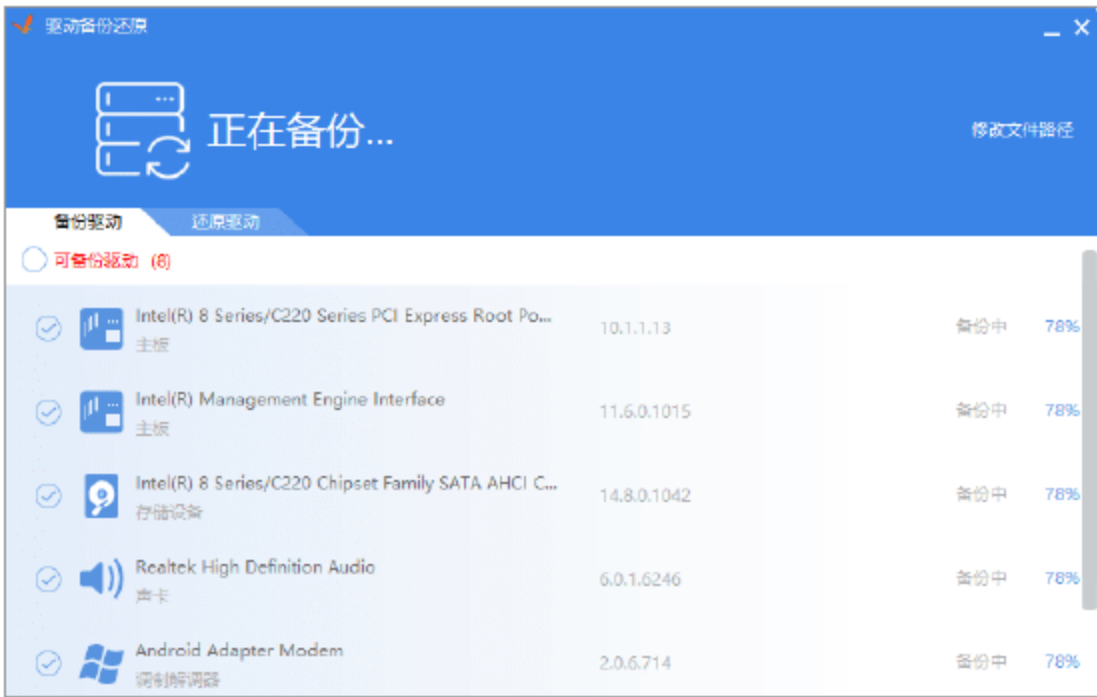 驱动备份还原
正在备份...
修改文件路径
备份驱动 还原驱动
可备份驱动 (8)
Intel(R) 8 Series/C220 Series PCI Express Root Po...
主板
10.1.1.13 备份中 78%
Intel(R) Management Engine Interface
主板
11.6.0.1015 备份中 78%
Intel(R) 8 Series/C220 Chipset Family SATA AHCI C...
存储设备
14.8.0.1042 备份中 78%
Realtek High Definition Audio
声卡
6.0.1.6246 备份中 78%
Android Adapter Modem
调制解调器
2.0.6.714 备份中 78%